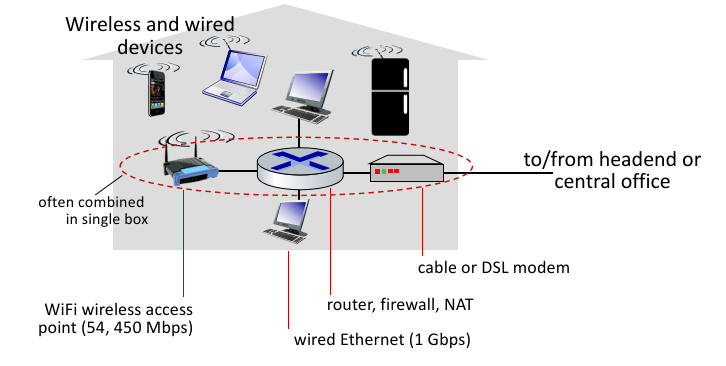 Wireless and wired
devices
to/from headend or
central office
often combined
in single box
cable or DSL modem
router, firewall, NAT
WiFi wireless access
point (54, 450 Mbps)
wired Ethernet (1 Gbps)